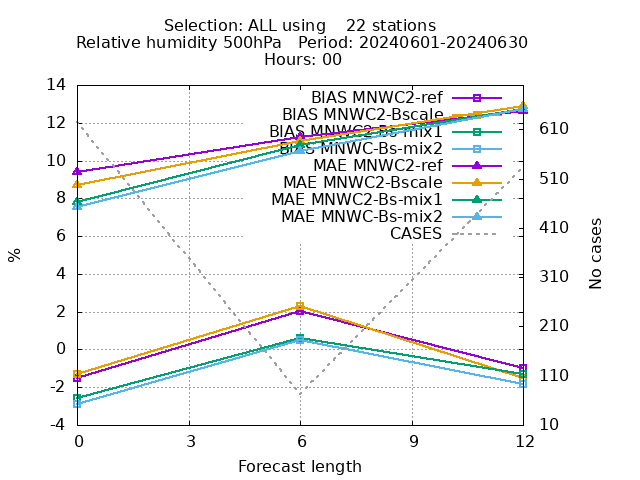 Selection: ALL using 22 stations
Relative humidity 500hPa Period: 20240601-20240630
Hours: 00
14
12
10
8
6
4
2
0
-2
-4
%
BIAS MNWC2-ref
BIAS MNWC2-Bscale
BIAS MNWC2-Bs-mix1
BIAS MNWC-Bs-mix2
MAE MNWC2-ref
MAE MNWC2-Bscale
MAE MNWC2-Bs-mix1
MAE MNWC-Bs-mix2
CASES
610
510
410
310
210
110
10
No cases
0 3 6 9 12
Forecast length